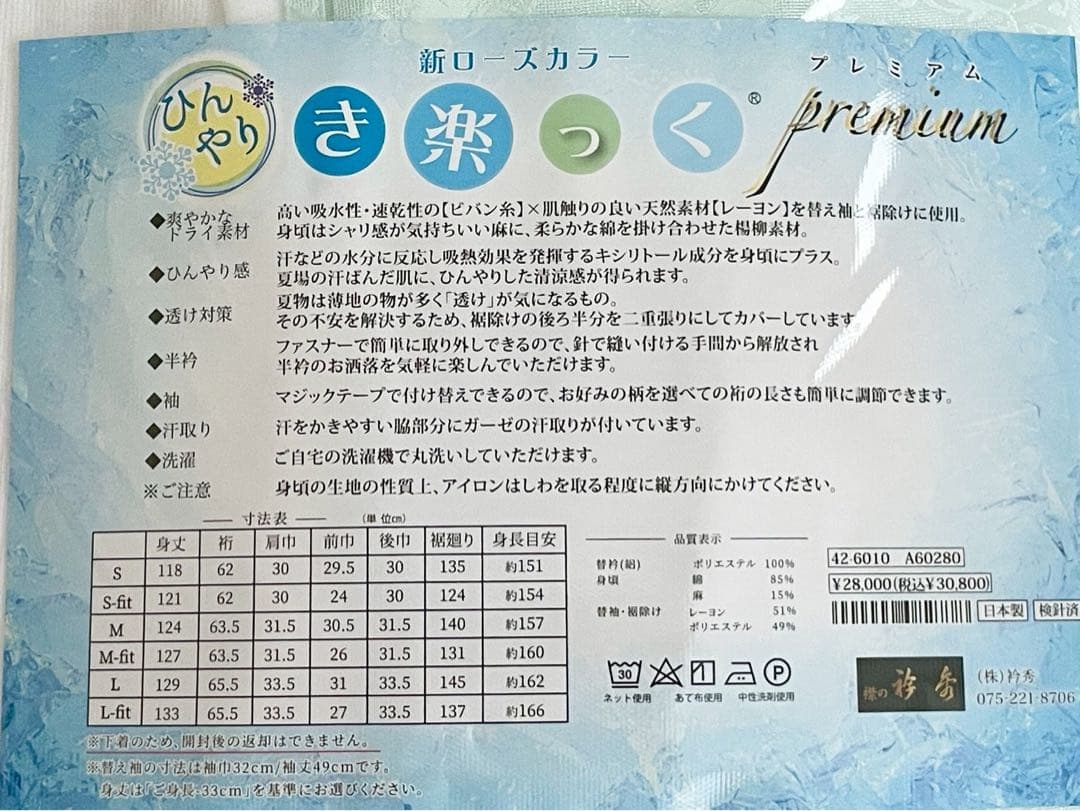 新ローズカラー
ひんやり
き楽っく®
プレミアム
premium
◆爽やかなドライ素材
高い吸水性・速乾性の【ビバン糸】×肌触りの良い天然素材【レーヨン】を替え袖と裾除けに使用。
身頃はシャリ感が気持ちいい麻に、柔らかな綿を掛け合わせた楊柳素材。
◆ひんやり感
汗などの水分に反応し吸熱効果を発揮するキシリトール成分を身頃にプラス。
夏場の汗ばんだ肌に、ひんやりした清涼感が得られます。
◆透け対策
夏物は薄地の物が多く「透け」が気になるもの。
その不安を解決するため、裾除けの後ろ半分を二重張りにしてカバーしています。
◆半衿
ファスナーで簡単に取り外しできるので、針で縫い付ける手間から解放され
半衿のお洒落を気軽に楽しんでいただけます。
◆袖
マジックテープで付け替えできるので、お好みの柄を選べての裄の長さも簡単に調節できます。
◆汗取り
汗をかきやすい脇部分にガーゼの汗取りが付いています。
◆洗濯
ご自宅の洗濯機で丸洗いしていただけます。
※ご注意
身頃の生地の性質上、アイロンはしわを取る程度に縦方向にかけてください。
寸法表 (単位㎝)
身丈 裄 肩巾 前巾 後巾 裾廻り 身長目安
S 118 62 30 29.5 30 135 約151
S-fit 121 62 30 24 30 124 約154
M 124 63.5 31.5 30.5 31.5 140 約157
M-fit 127 63.5 31.5 26 31.5 131 約160
L 129 65.5 33.5 31 33.5 145 約162
L-fit 133 65.5 33.5 27 33.5 137 約166
※下着のため、開封後の返却はできません。
※替え袖の寸法は袖巾32cm/袖丈49cmです。
身丈は「ご身長-33cm」を基準にお選びください。
品質表示
替衿(絽) ポリエステル 100%
身頃 綿 85%
麻 15%
替袖・裾除け レーヨン 51%
ポリエステル 49%
30
P
ネット使用 あて布使用 中性洗剤使用
42-6010 A60280
¥28,000(税込¥30,800)
日本製 検針済
襟の 衿秀
(株)衿秀
075-221-8706